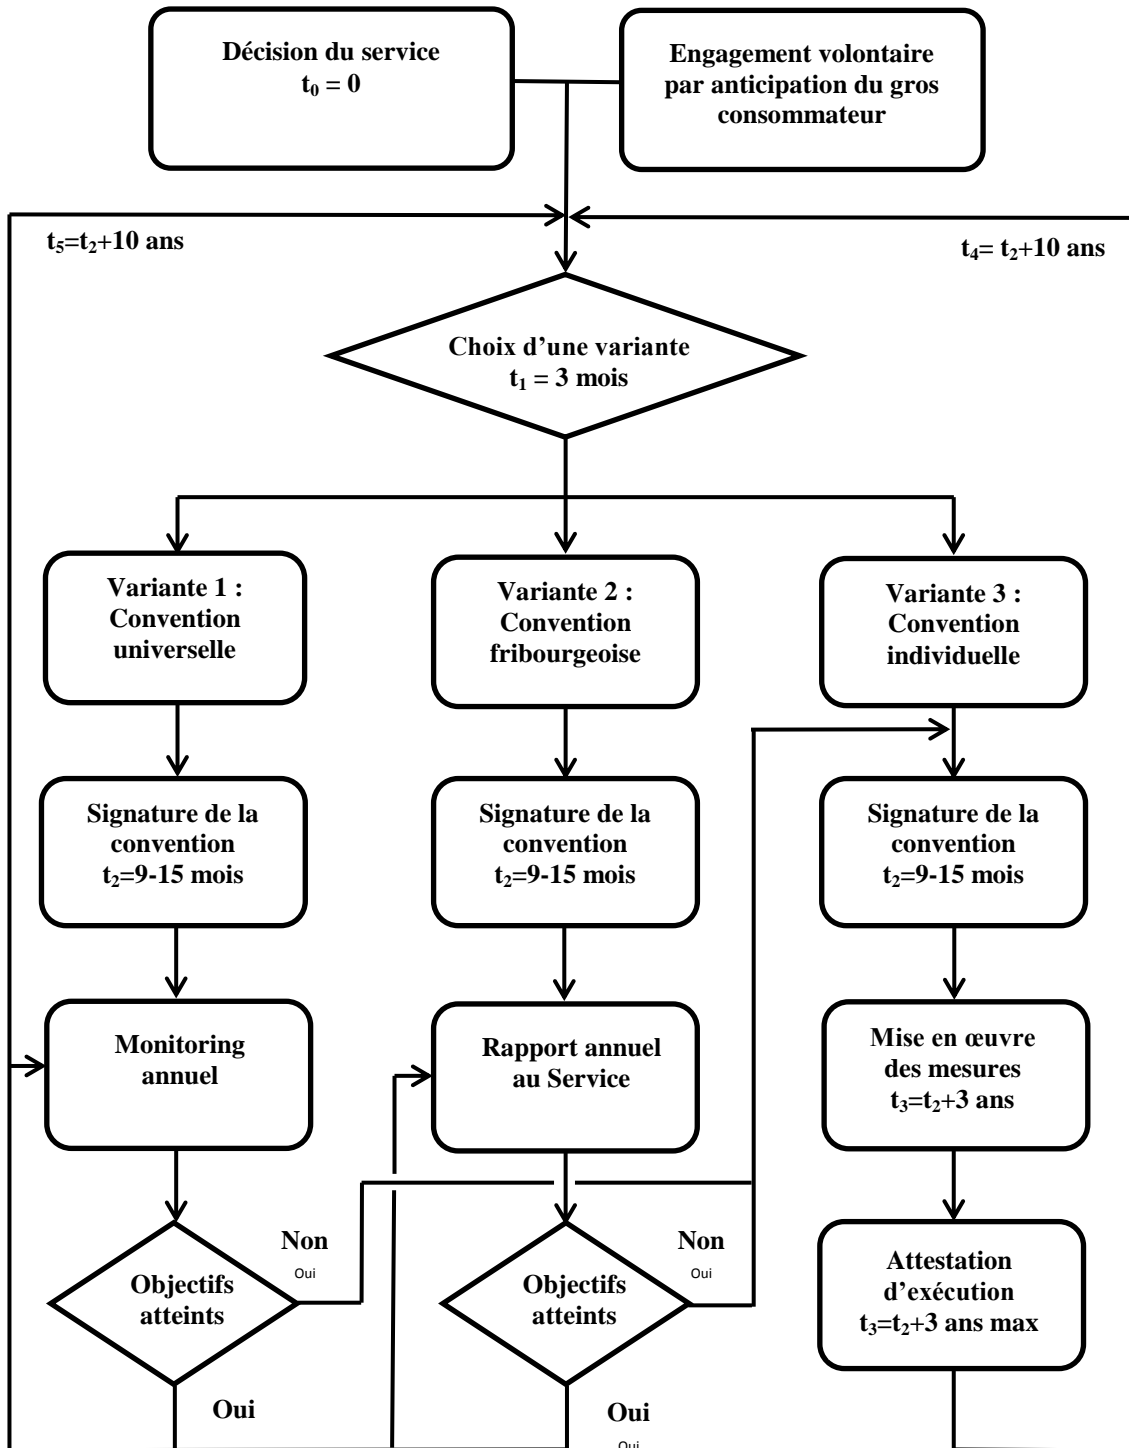 Décision du service
t₀ = 0
Engagement volontaire
par anticipation du gros
consommateur
t₅=t₂+10 ans
t₄= t₂+10 ans
Choix d’une variante
t₁ = 3 mois
Variante 1 :
Convention
universelle
Variante 2 :
Convention
fribourgeoise
Variante 3 :
Convention
individuelle
Signature de la
convention
t₂=9-15 mois
Signature de la
convention
t₂=9-15 mois
Signature de la
convention
t₂=9-15 mois
Monitoring
annuel
Rapport annuel
au Service
Mise en œuvre
des mesures
t₃=t₂+3 ans
Objectifs
atteints
Non
Oui
Objectifs
atteints
Non
Oui
Attestation
d’exécution
t₃=t₂+3 ans max
Oui
Oui
Oui